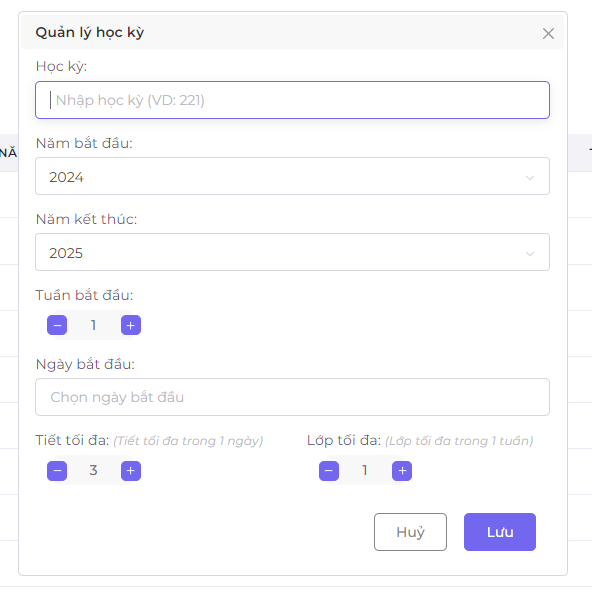 Quản lý học kỳ
Học kỳ:
Nhập học kỳ (VD: 221)
Năm bắt đầu:
2024
Năm kết thúc:
2025
Tuần bắt đầu:
1
Ngày bắt đầu:
Chọn ngày bắt đầu
Tiết tối đa: (Tiết tối đa trong 1 ngày) Lớp tối đa: (Lớp tối đa trong 1 tuần)
3 1
Huỷ Lưu